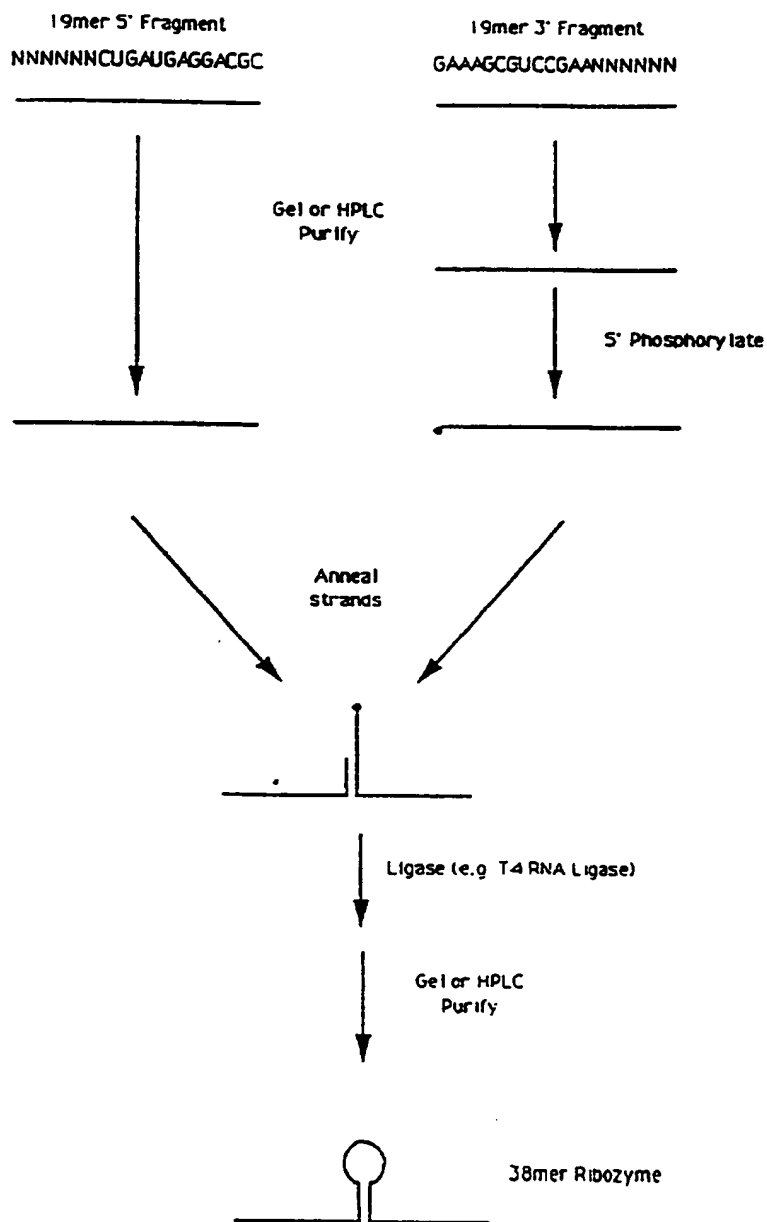 19mer 5' Fragment
NNNNNNCUGAUGAGGACGC
19mer 3' Fragment
GAAAGCGUCCGAANNNNNN
Gel or HPLC
Purify
5' Phosphorylate
Anneal
strands
Ligase (e.g T4 RNA Ligase)
Gel or HPLC
Purify
38mer Ribozyme